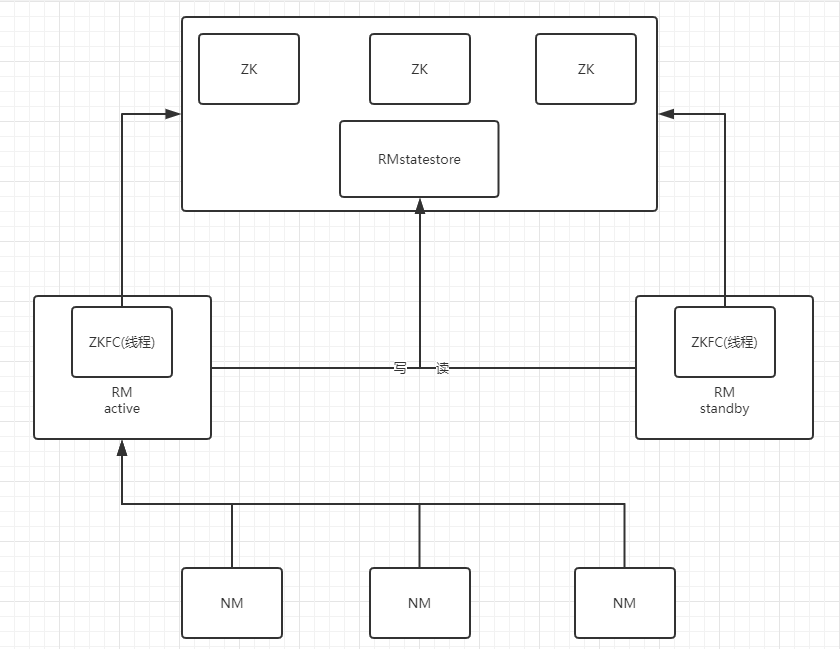 ZK
ZK
ZK
RMstatestore
ZKFC(线程)
RM
active
写
读
ZKFC(线程)
RM
standby
NM
NM
NM